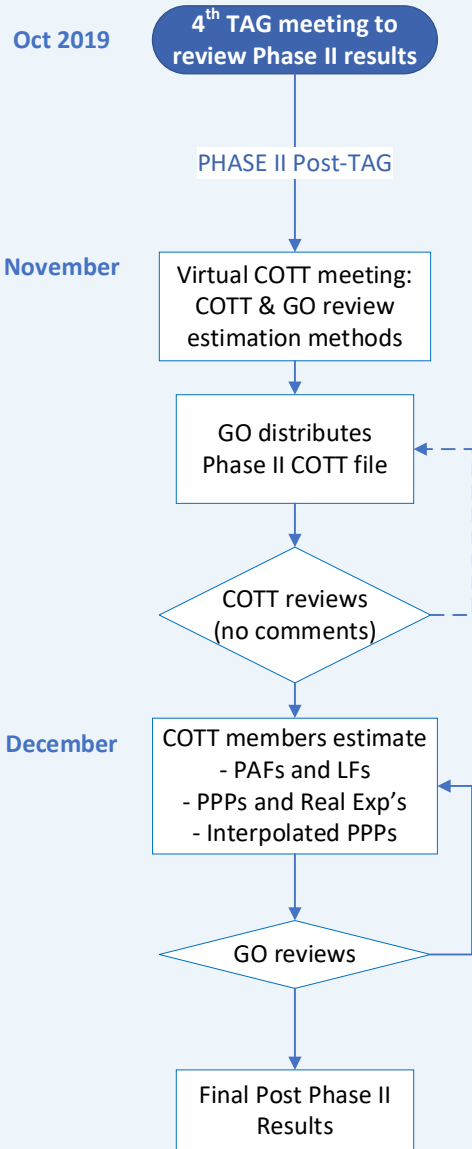 Oct 2019
4th TAG meeting to
review Phase II results
PHASE II Post-TAG
November
Virtual COTT meeting:
COTT & GO review
estimation methods
GO distributes
Phase II COTT file
COTT reviews
(no comments)
December
COTT members estimate
- PAFs and LFs
- PPPs and Real Exp’s
- Interpolated PPPs
GO reviews
Final Post Phase II
Results